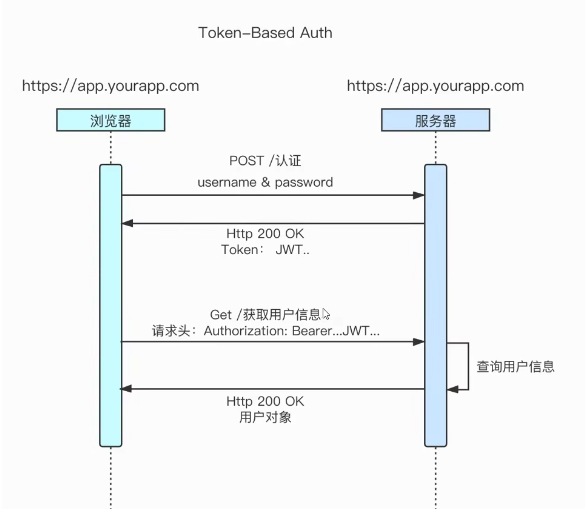 Token-Based Auth
https://app.yourapp.com
https://app.yourapp.com
浏览器
服务器
POST /认证
username & password
Http 200 OK
Token： JWT..
Get /获取用户信息
请求头：Authorization: Bearer...JWT...
查询用户信息
Http 200 OK
用户对象